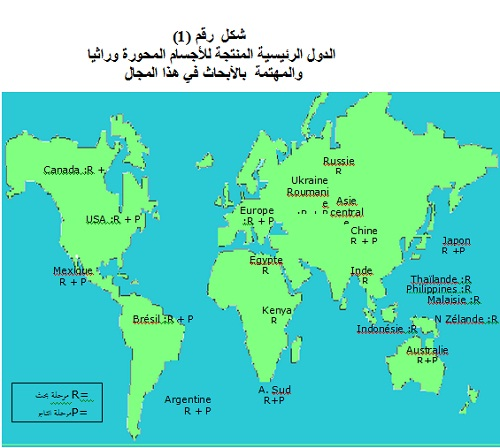 شكل رقم (1)
الدول الرئيسية المنتجة للأجسام المحورة وراثيا
والمهتمة بالأبحاث في هذا المجال
Canada :R +
Russie
R
Ukraine
Roumani
e
:R + P
Asie
centrale
Europe
:R + P
USA :R + P
Chine
R + P
Japon
R +P
Mexique
R + P
Egypte
R
Inde
R
Thaïlande :R
Philippines :R
Malaisie :R
Brésil :R + P
Kenya
R
Indonésie :R
N Zélande :R
Australie
R+P
A. Sud
R+P
Argentine
R + P
R= مرحلة بحث
P= مرحلة انتاج